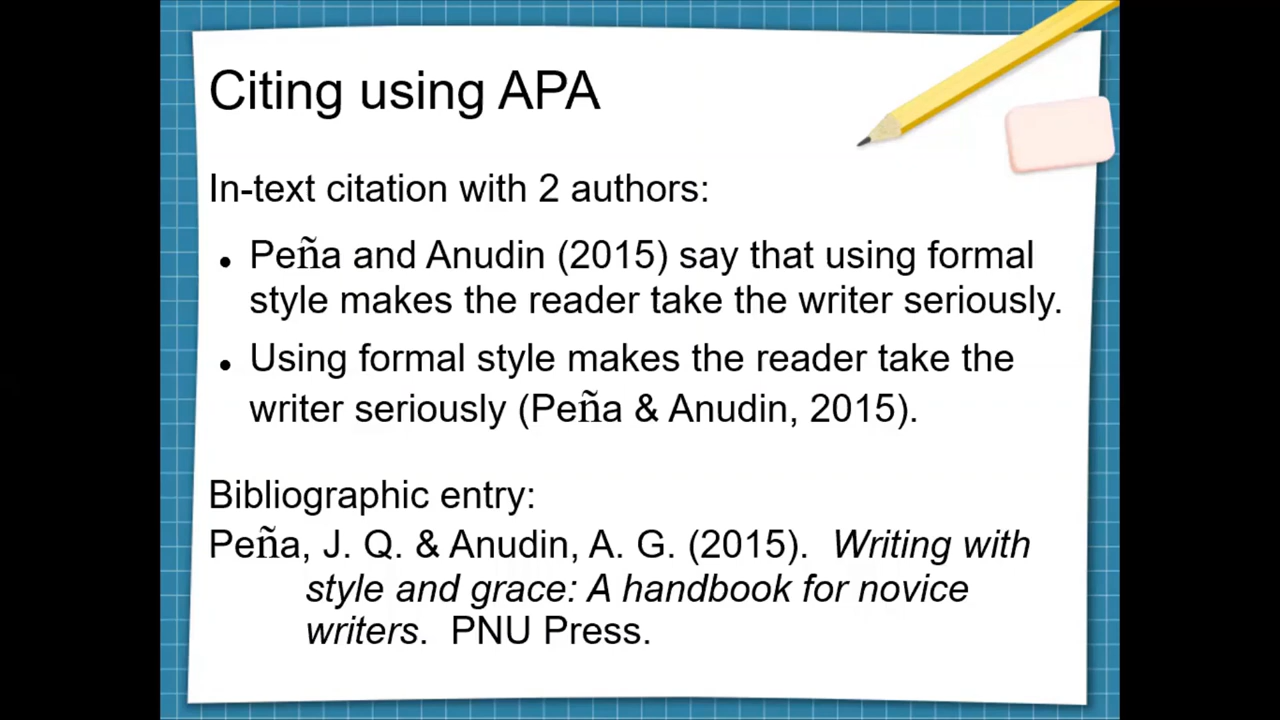 Citing using APA
In-text citation with 2 authors:
• Peña and Anudin (2015) say that using formal
style makes the reader take the writer seriously.
• Using formal style makes the reader take the
writer seriously (Peña & Anudin, 2015).
Bibliographic entry:
Peña, J. Q. & Anudin, A. G. (2015).  Writing with
style and grace: A handbook for novice
writers.  PNU Press.